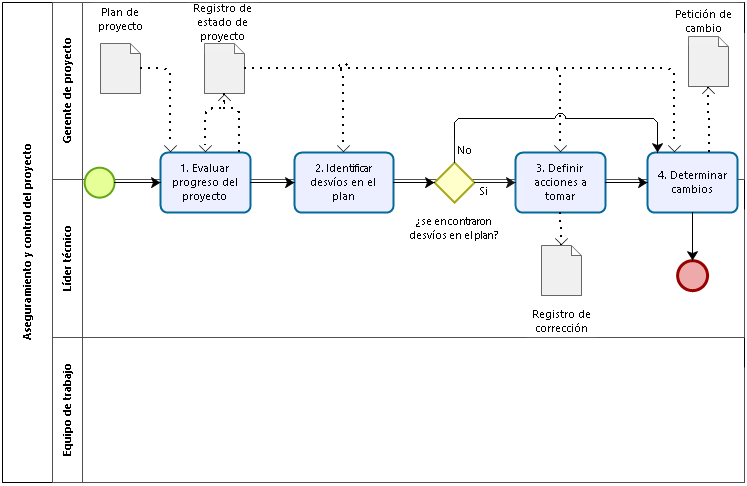 Aseguramiento y control del proyecto
Gerente de proyecto
Plan de
proyecto
Registro de
estado de
proyecto
Petición de
cambio
1. Evaluar
progreso del
proyecto
2. Identificar
desvíos en el
plan
No
Si
¿se encontraron
desvíos en el plan?
3. Definir
acciones a
tomar
4. Determinar
cambios
Líder técnico
Registro de
corrección
Equipo de trabajo